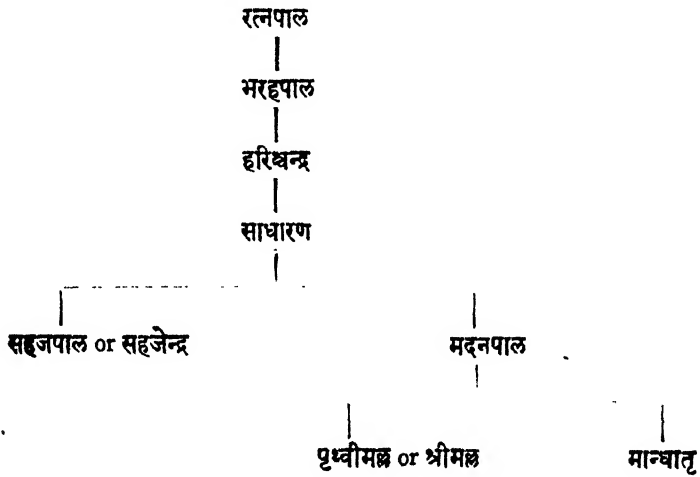 रत्नपाल
भरहपाल
हरिश्चन्द्र
साधारण
सहजपाल or सहजेन्द्र मदनपाल
पृथ्वीमल्ल or श्रीमल्ल मान्धातृ